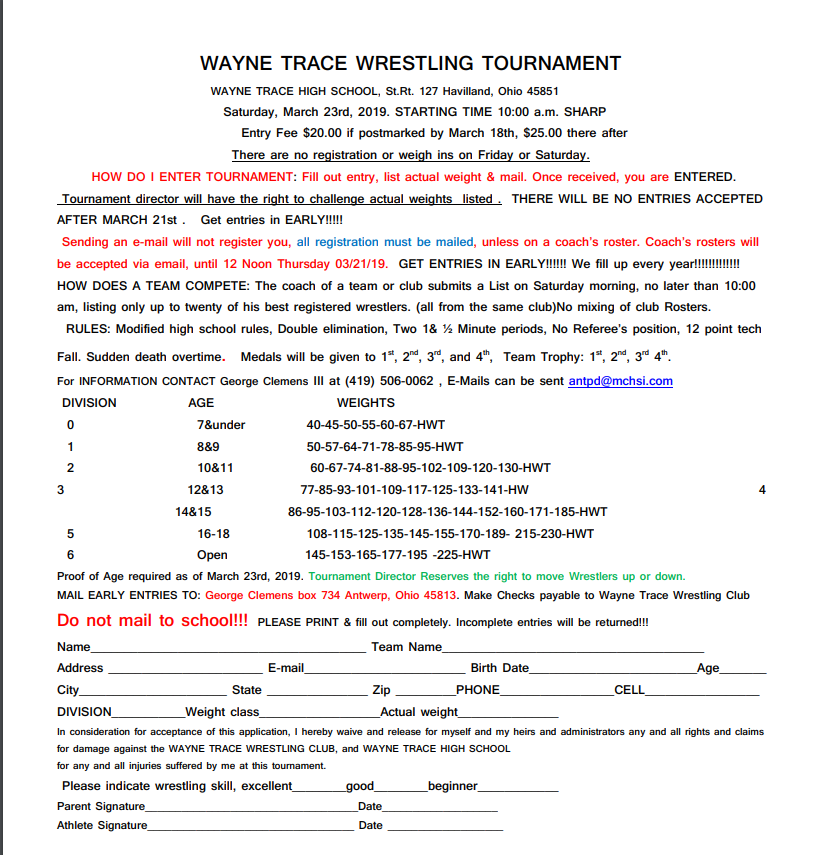 WAYNE TRACE WRESTLING TOURNAMENT
WAYNE TRACE HIGH SCHOOL, St.Rt. 127 Havilland, Ohio 45851
Saturday, March 23rd, 2019. STARTING TIME 10:00 a.m. SHARP
Entry Fee $20.00 if postmarked by March 18th, $25.00 there after
There are no registration or weigh ins on Friday or Saturday.
HOW DO I ENTER TOURNAMENT: Fill out entry, list actual weight & mail. Once received, you are ENTERED.
Tournament director will have the right to challenge actual weights listed . THERE WILL BE NO ENTRIES ACCEPTED
AFTER MARCH 21st . Get entries in EARLY!!!!!
Sending an e-mail will not register you, all registration must be mailed, unless on a coach's roster. Coach's rosters will
be accepted via email, until 12 Noon Thursday 03/21/19. GET ENTRIES IN EARLY!!!!!! We fill up every year!!!!!!!!!!!!!
HOW DOES A TEAM COMPETE: The coach of a team or club submits a List on Saturday morning, no later than 10:00
am, listing only up to twenty of his best registered wrestlers. (all from the same club)No mixing of club Rosters.
RULES: Modified high school rules, Double elimination, Two 1& ½ Minute periods, No Referee's position, 12 point tech
Fall. Sudden death overtime. Medals will be given to 1st, 2nd, 3rd, and 4th, Team Trophy: 1st, 2nd, 3rd 4th.
For INFORMATION CONTACT George Clemens III at (419) 506-0062 , E-Mails can be sent antpd@mchsi.com
DIVISION AGE WEIGHTS
0 7&under 40-45-50-55-60-67-HWT
1 8&9 50-57-64-71-78-85-95-HWT
2 10&11 60-67-74-81-88-95-102-109-120-130-HWT
3 12&13 77-85-93-101-109-117-125-133-141-HW 4
14&15 86-95-103-112-120-128-136-144-152-160-171-185-HWT
5 16-18 108-115-125-135-145-155-170-189- 215-230-HWT
6 Open 145-153-165-177-195 -225-HWT
Proof of Age required as of March 23rd, 2019. Tournament Director Reserves the right to move Wrestlers up or down.
MAIL EARLY ENTRIES TO: George Clemens box 734 Antwerp, Ohio 45813. Make Checks payable to Wayne Trace Wrestling Club
Do not mail to school!!! PLEASE PRINT & fill out completely. Incomplete entries will be returned!!!
Name____________________ Team Name____________________
Address ____________________ E-mail____________________ Birth Date____________________Age_______
City____________________ State ______________ Zip ________PHONE________________CELL________________
DIVISION__________Weight class________________Actual weight______________
In consideration for acceptance of this application, I hereby waive and release for myself and my heirs and administrators any and all rights and claims
for damage against the WAYNE TRACE WRESTLING CLUB, and WAYNE TRACE HIGH SCHOOL
for any and all injuries suffered by me at this tournament.
Please indicate wrestling skill, excellent________good________beginner____________
Parent Signature______________________________Date________________
Athlete Signature______________________________ Date ________________